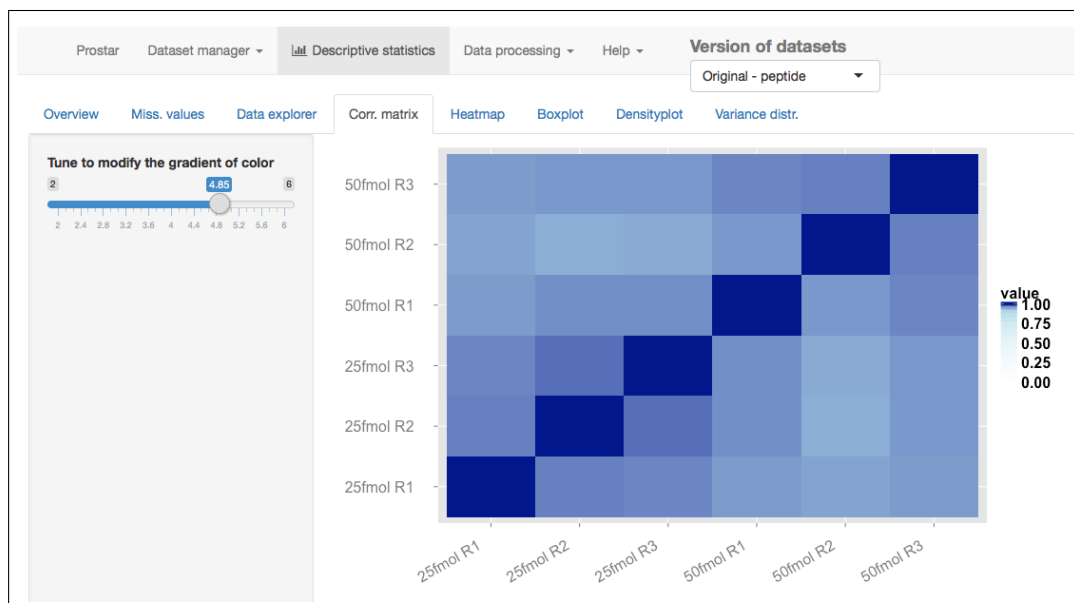 Prostar Dataset manager Descriptive statistics Data processing Help Version of datasets
Original - peptide
Overview Miss. values Data explorer Corr. matrix Heatmap Boxplot Densityplot Variance distr.
Tune to modify the gradient of color
2 4.85 6
2 2.4 2.8 3.2 3.6 4 4.4 4.8 5.2 5.6 6
50fmol R3
50fmol R2
50fmol R1
25fmol R3
25fmol R2
25fmol R1
25fmol R1 25fmol R2 25fmol R3 50fmol R1 50fmol R2 50fmol R3
value
1.00
0.75
0.50
0.25
0.00